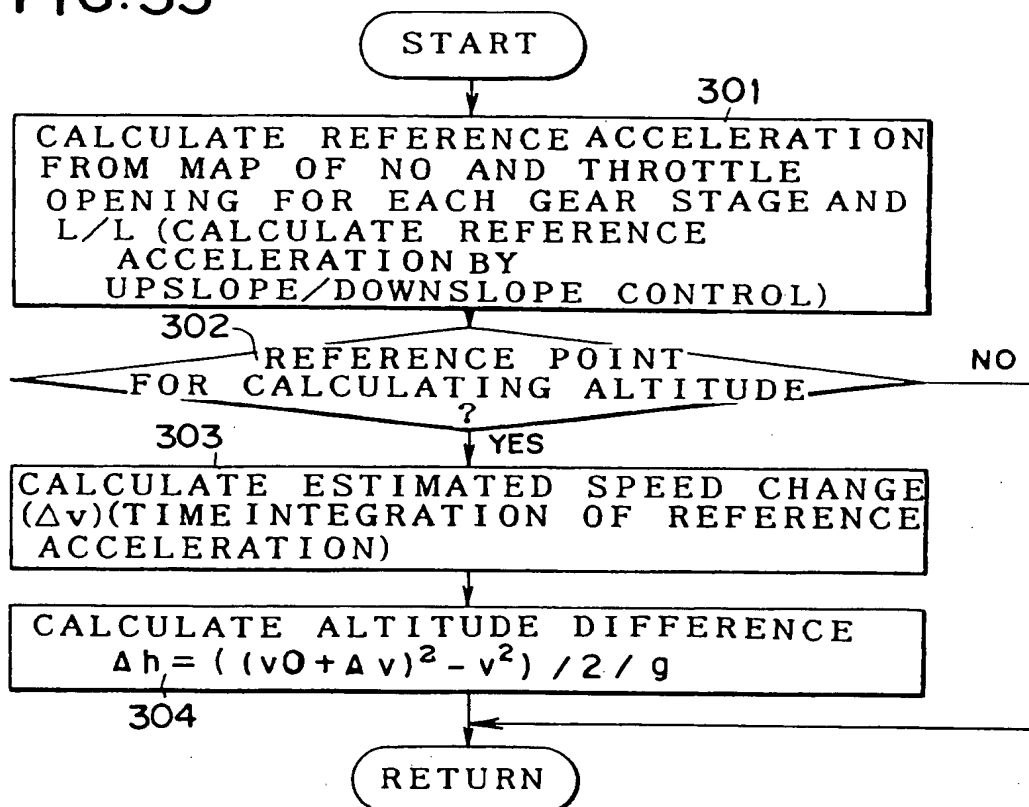 FIG. 33
START
301
CALCULATE REFERENCE ACCELERATION
FROM MAP OF NO AND THROTTLE
OPENING FOR EACH GEAR STAGE AND
L/L (CALCULATE REFERENCE
ACCELERATION BY
UPSLOPE/DOWNSLOPE CONTROL)
302
REFERENCE POINT
FOR CALCULATING ALTITUDE
?
NO
YES
303
CALCULATE ESTIMATED SPEED CHANGE
(Δv)(TIME INTEGRATION OF REFERENCE
ACCELERATION)
CALCULATE ALTITUDE DIFFERENCE
Δh = ((v0 + Δv)² - v²) /2/ g
304
RETURN